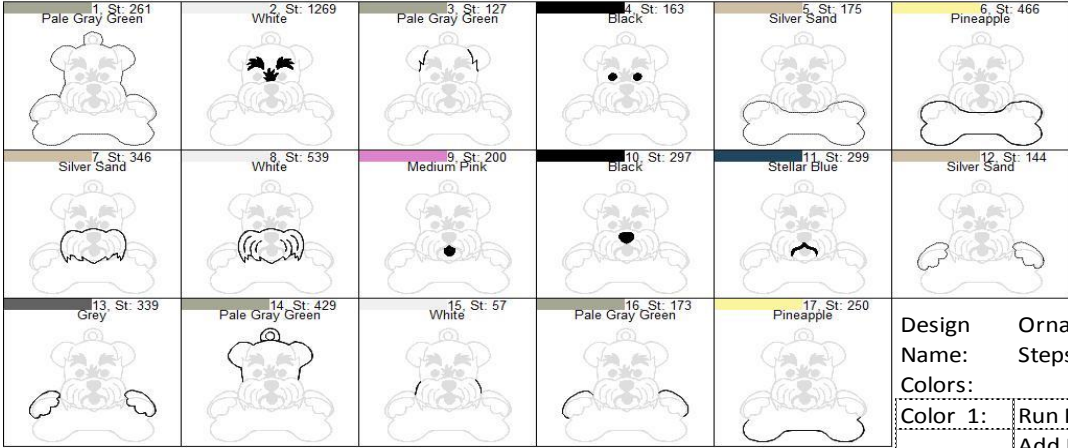 1, St: 261
Pale Gray Green
2, St: 1269
White
3, St: 127
Pale Gray Green
4, St: 163
Black
5, St: 175
Silver Sand
6, St: 466
Pineapple
7, St: 346
Silver Sand
8, St: 539
White
9, St: 200
Medium Pink
10, St: 297
Black
11, St: 299
Stellar Blue
12, St: 144
Silver Sand
13, St: 339
Grey
14, St: 429
Pale Gray Green
15, St: 57
White
16, St: 173
Pale Gray Green
17, St: 250
Pineapple
Design Orna
Name: Steps
Colors:
Color 1: Run
Add